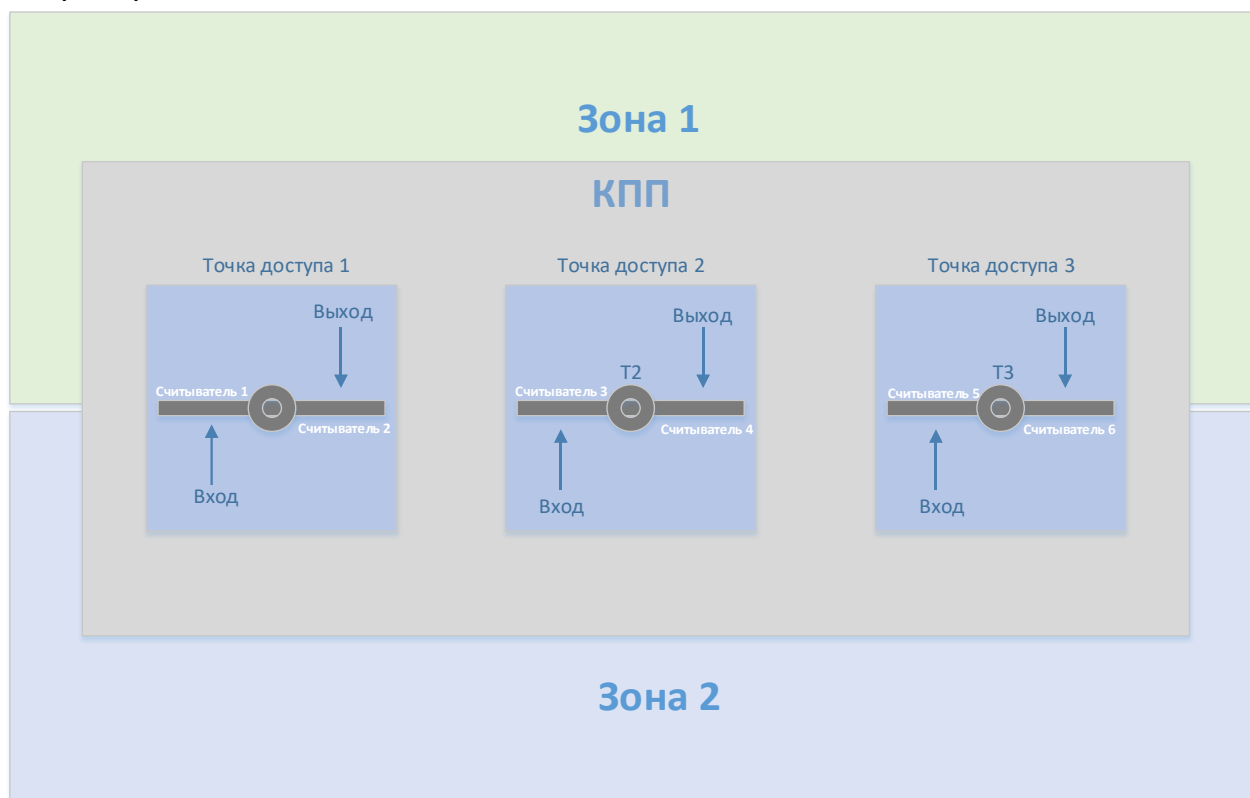 Зона 1
КПП
Точка доступа 1
Точка доступа 2
Точка доступа 3
Выход
Выход
Выход
Т2
Т3
Считыватель 1
Считыватель 3
Считыватель 5
Считыватель 2
Считыватель 4
Считыватель 6
Вход
Вход
Вход
Зона 2